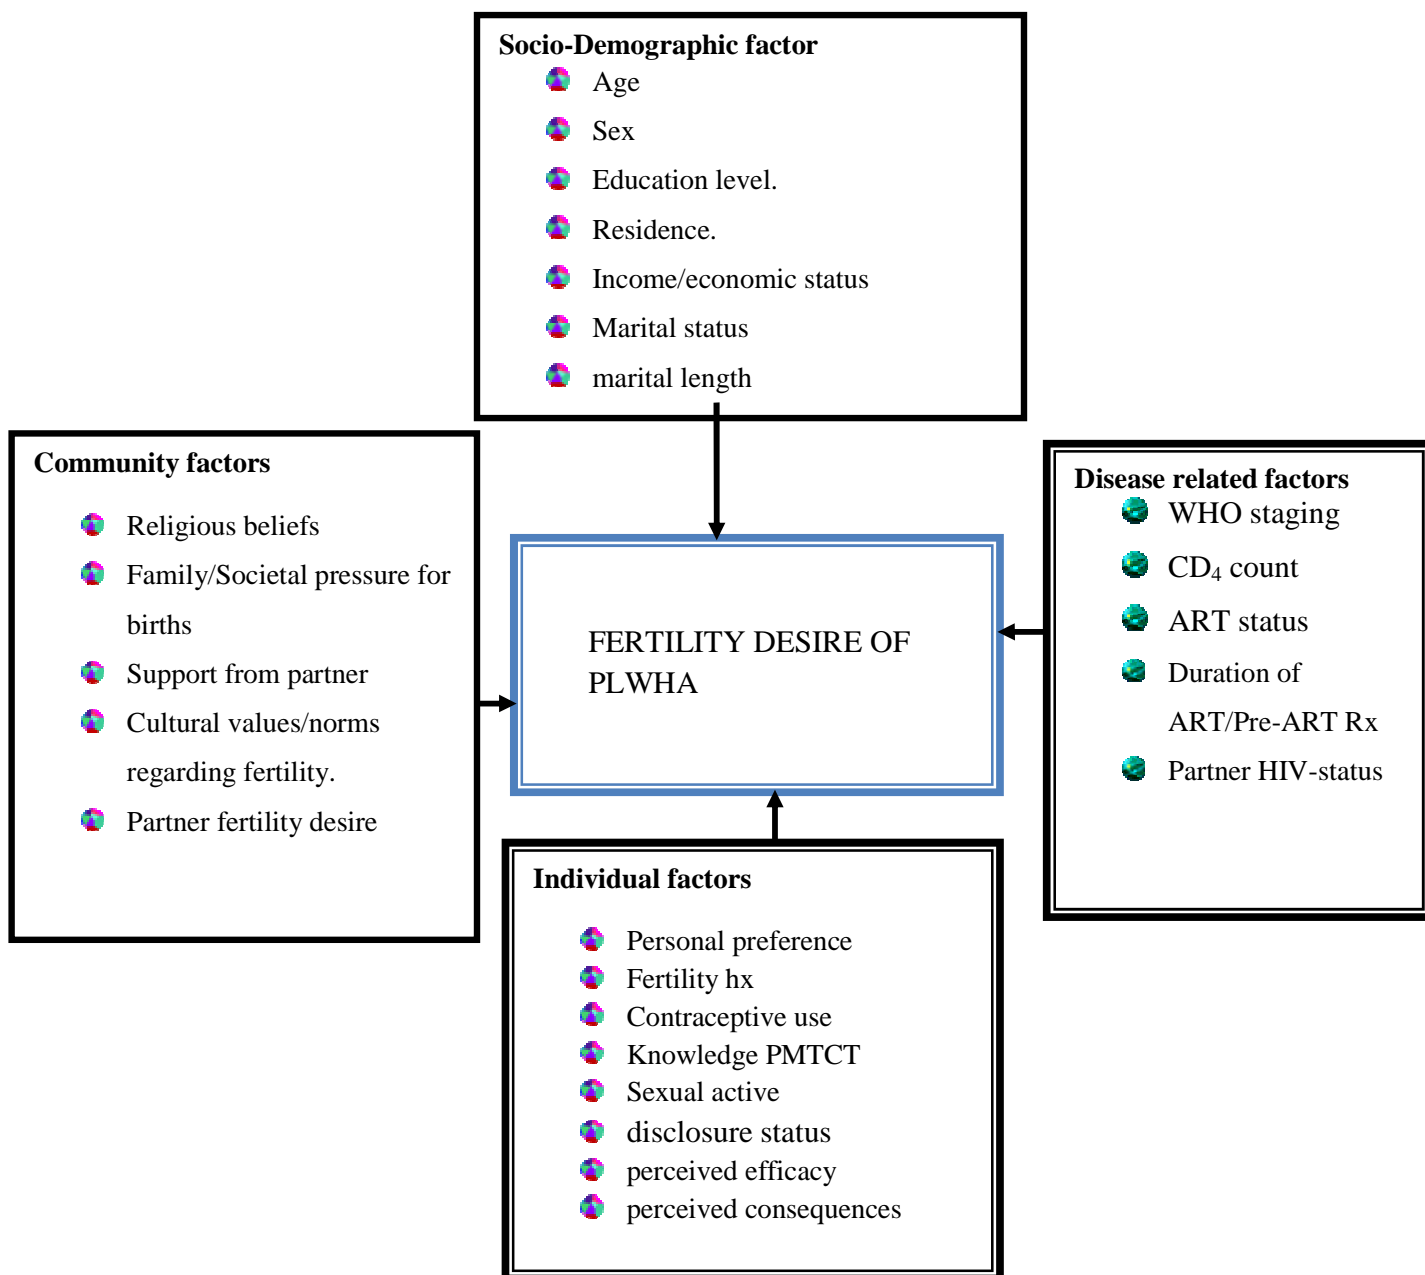 Socio-Demographic factor
Age
Sex
Education level.
Residence.
Income/economic status
Marital status
marital length
Community factors
Religious beliefs
Family/Societal pressure for
births
Support from partner
Cultural values/norms
regarding fertility.
Partner fertility desire
FERTILITY DESIRE OF
PLWHA
Disease related factors
WHO staging
CD₄ count
ART status
Duration of
ART/Pre-ART Rx
Partner HIV-status
Individual factors
Personal preference
Fertility hx
Contraceptive use
Knowledge PMTCT
Sexual active
disclosure status
perceived efficacy
perceived consequences